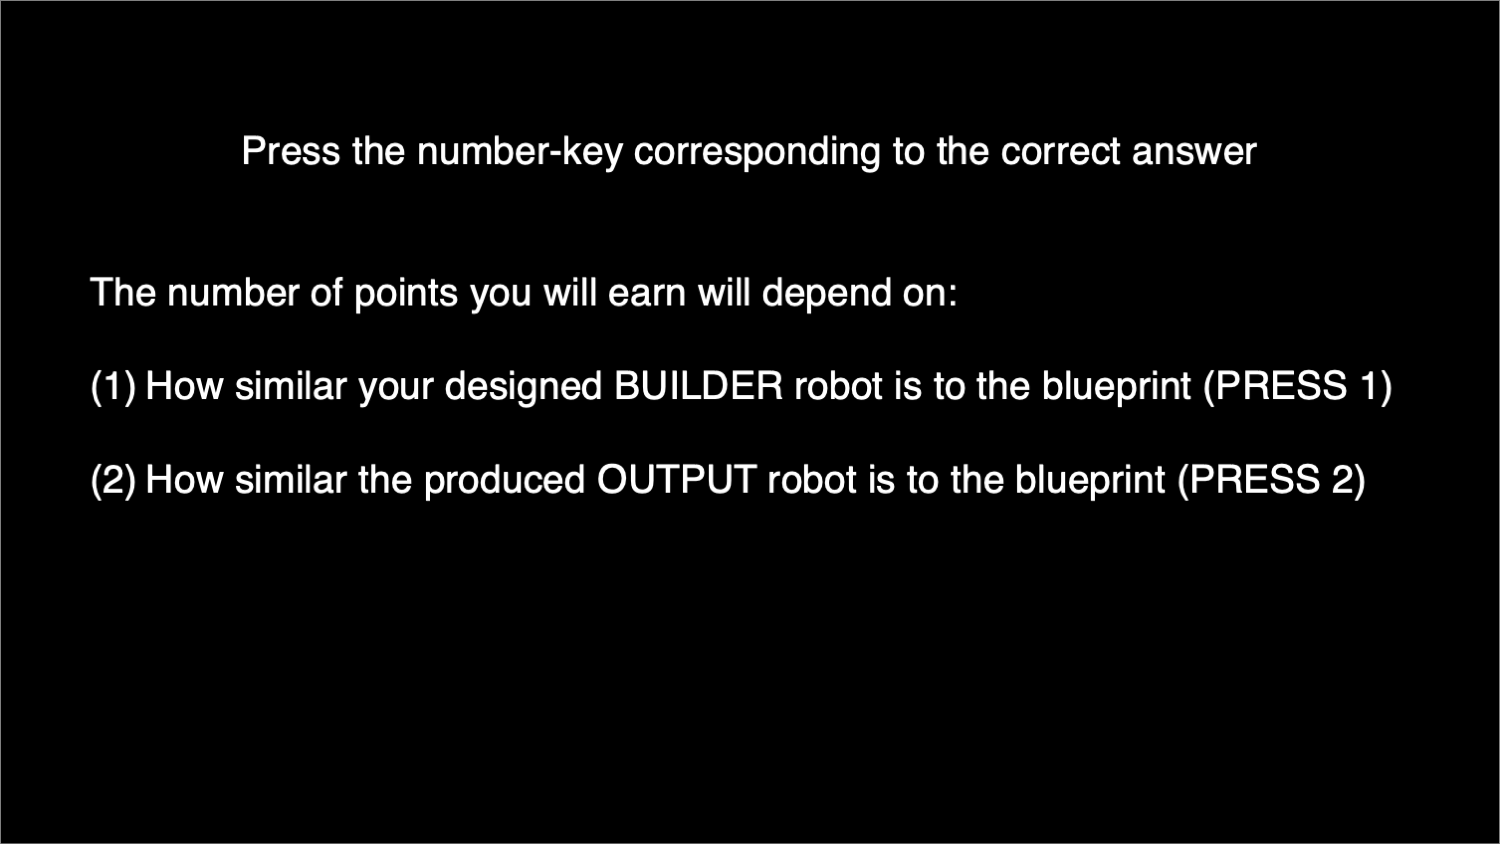 Press the number-key corresponding to the correct answer
The number of points you will earn will depend on:
(1) How similar your designed BUILDER robot is to the blueprint (PRESS 1)
(2) How similar the produced OUTPUT robot is to the blueprint (PRESS 2)